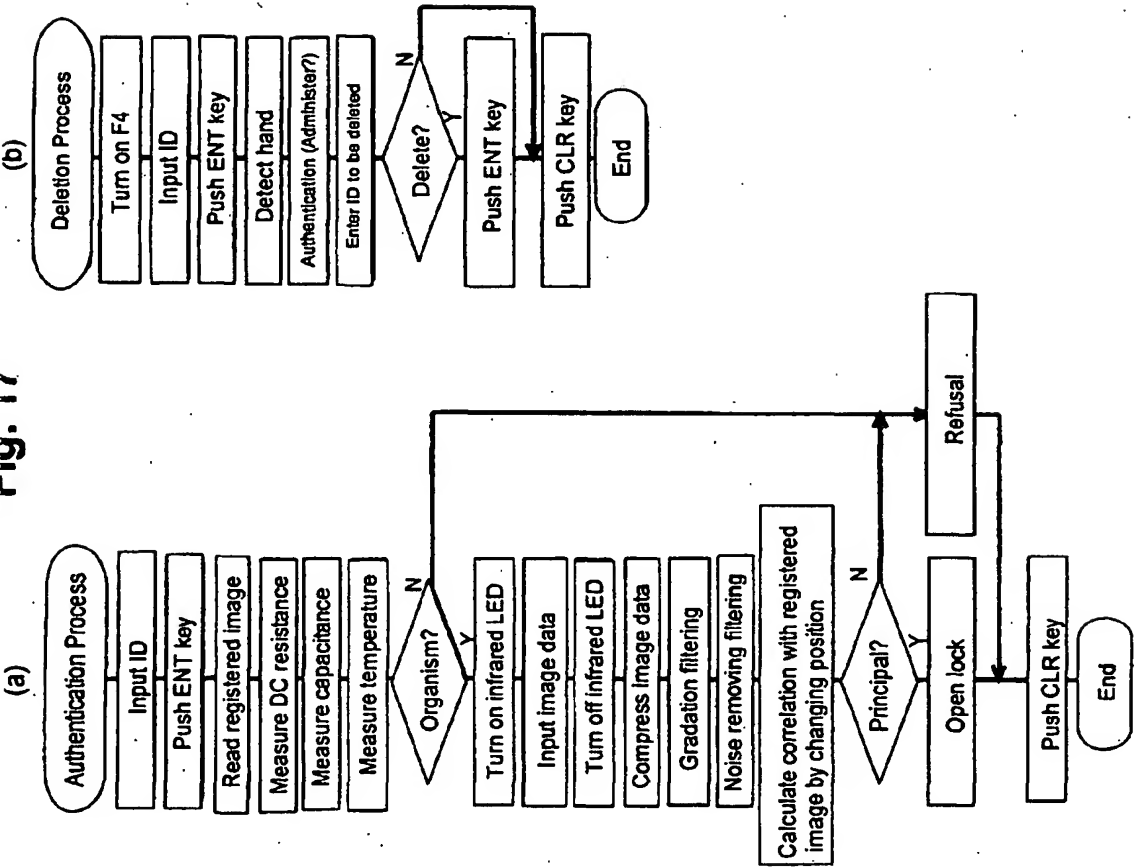 Fig. 17
(a)
Authentication Process
Input ID
Push ENT key
Read registered image
Measure DC resistance
Measure capacitance
Measure temperature
Organism?
N
Y
Turn on infrared LED
Input image data
Turn off infrared LED
Compress image data
Gradation filtering
Noise removing filtering
Calculate correlation with registered
image by changing position
Principal?
N
Y
Open lock
Refusal
Push CLR key
End
(b)
Deletion Process
Turn on F4
Input ID
Push ENT key
Detect hand
Authentication (Administer?)
Enter ID to be deleted
Delete?
N
Y
Push ENT key
Push CLR key
End